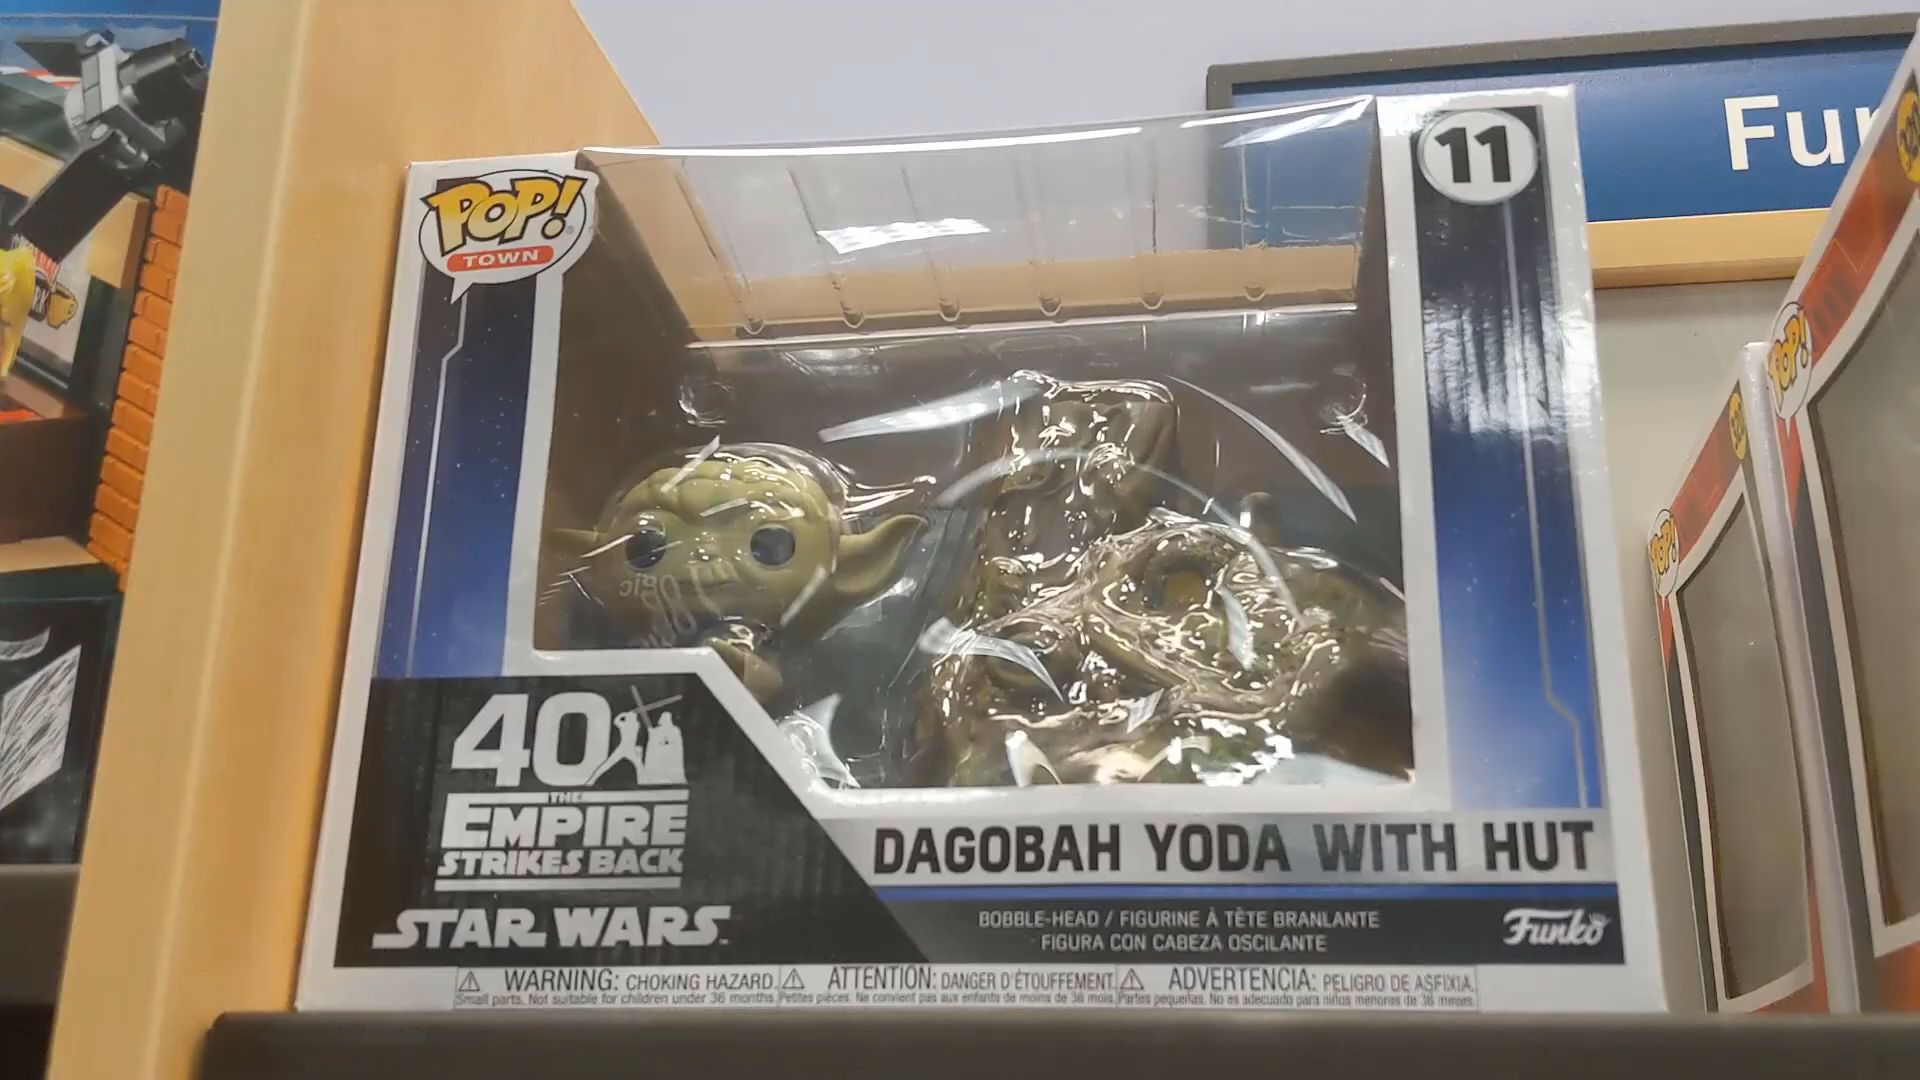 POP!
TOWN
11
Fu
40
THE
EMPIRE
STRIKES BACK
STAR WARS
DAGOBAH YODA WITH HUT
BOBBLE-HEAD / FIGURINE À TÊTE BRANLANTE
FIGURA CON CABEZA OSCILANTE
Funko
WARNING: CHOKING HAZARD.
Small parts. Not suitable for children under 36 months.
ATTENTION: DANGER D'ÉTOUFFEMENT.
Petites pièces. Ne convient pas aux enfants de moins de 36 mois.
ADVERTENCIA: PELIGRO DE ASFIXIA.
Partes pequeñas. No es adecuado para niños menores de 36 meses.
POP!
POP!